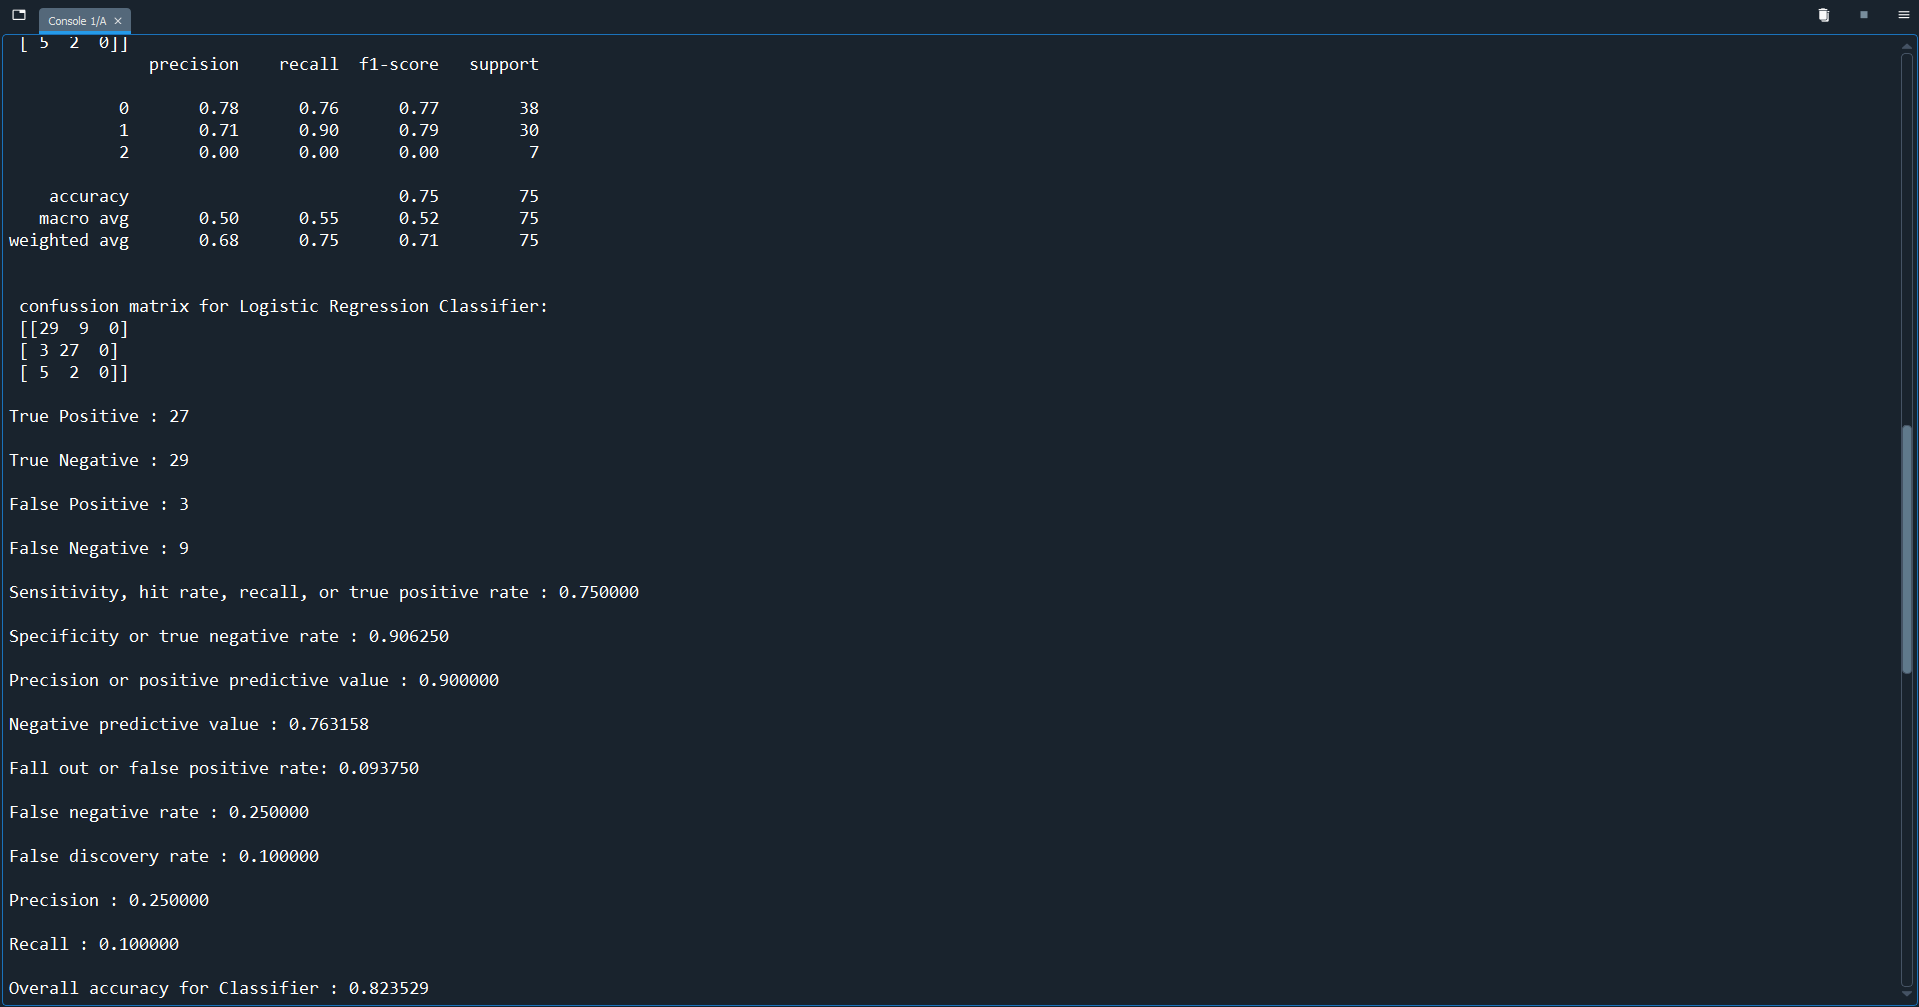 Console 1/A
[ 5  2  0]]
              precision    recall  f1-score   support

           0       0.78      0.76      0.77        38
           1       0.71      0.90      0.79        30
           2       0.00      0.00      0.00         7

    accuracy                           0.75        75
   macro avg       0.50      0.55      0.52        75
weighted avg       0.68      0.75      0.71        75

 confussion matrix for Logistic Regression Classifier:
 [[29  9  0]
 [ 3 27  0]
 [ 5  2  0]]

True Positive : 27

True Negative : 29

False Positive : 3

False Negative : 9

Sensitivity, hit rate, recall, or true positive rate : 0.750000

Specificity or true negative rate : 0.906250

Precision or positive predictive value : 0.900000

Negative predictive value : 0.763158

Fall out or false positive rate: 0.093750

False negative rate : 0.250000

False discovery rate : 0.100000

Precision : 0.250000

Recall : 0.100000

Overall accuracy for Classifier : 0.823529